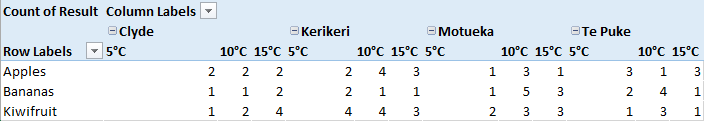 Count of Result Column Labels
Clyde Kerikeri Motueka Te Puke
Row Labels 5°C 10°C 15°C 5°C 10°C 15°C 5°C 10°C 15°C 5°C 10°C 15°C
Apples 2 2 2 2 4 3 1 3 1 3 1 3
Bananas 1 1 2 2 1 1 1 5 3 2 4 1
Kiwifruit 1 2 4 4 4 3 2 3 3 1 3 1